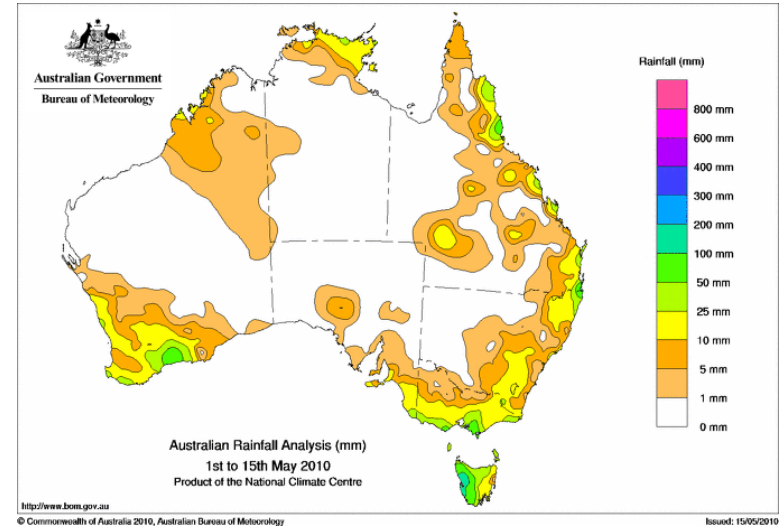 Australian Government
Bureau of Meteorology
Rainfall (mm)
800 mm
600 mm
400 mm
300 mm
200 mm
100 mm
50 mm
25 mm
10 mm
5 mm
1 mm
0 mm
Australian Rainfall Analysis (mm)
1st to 15th May 2010
Product of the National Climate Centre
http://www.bom.gov.au
© Commonwealth of Australia 2010, Australian Bureau of Meteorology
Issued: 15/05/2010